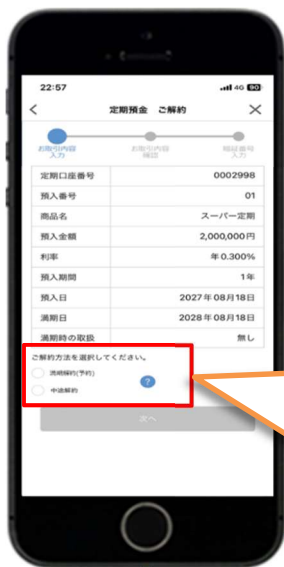 22:57
4G 90
定期預金 ご解約
お取引内容
入力
お取引内容
確認
暗証番号
入力
定期口座番号 0002998
預入番号 01
商品名 スーパー定期
預入金額 2,000,000円
利率 年0.300%
預入期間 1年
預入日 2027年08月18日
満期日 2028年08月18日
満期時の取扱 無し
ご解約方法を選択してください。
満期解約(予約)
?
中途解約
次へ